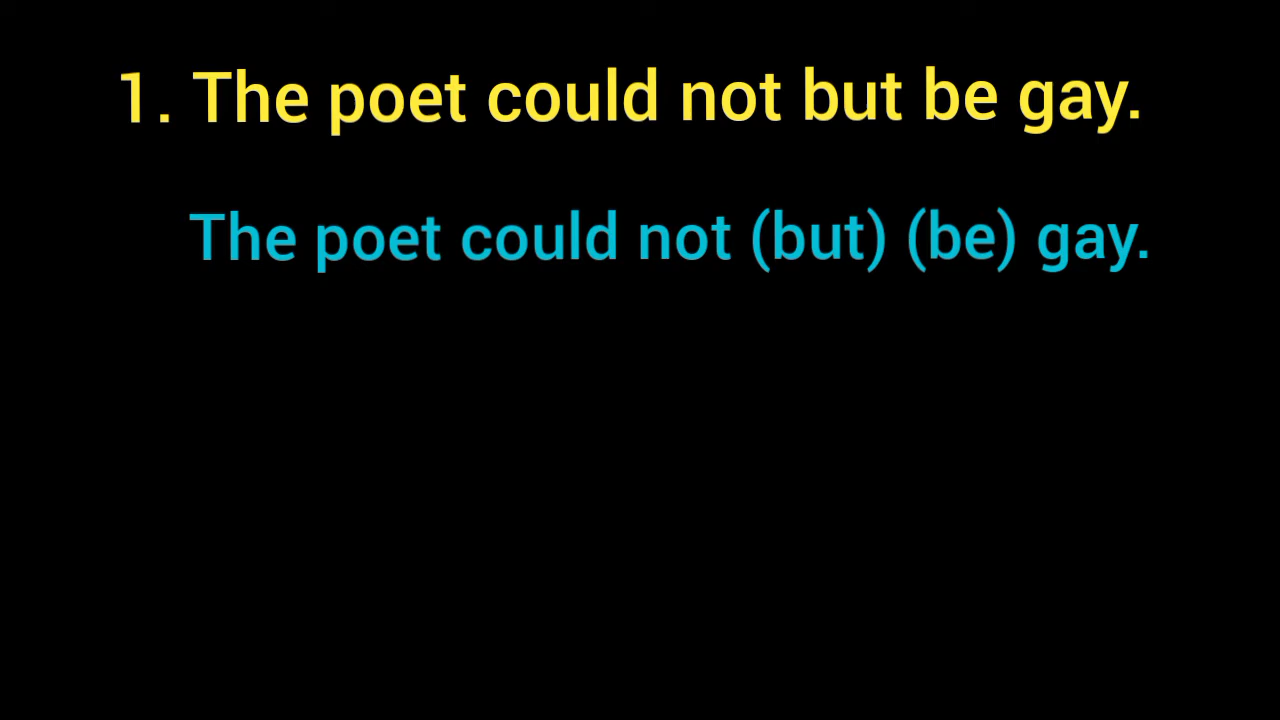 1. The poet could not but be gay.
The poet could not (but) (be) gay.